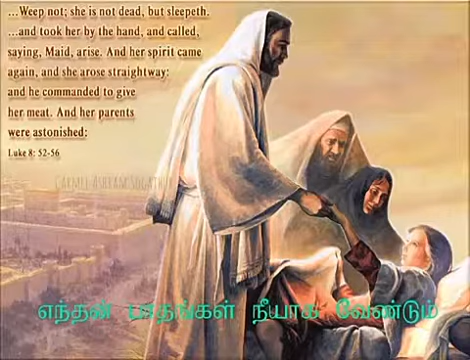 ...Weep not; she is not dead, but sleepeth.
...and took her by the hand, and called,
saying, Maid, arise. And her spirit came
again, and she arose straightway:
and he commanded to give
her meat. And her parents
were astonished:
Luke 8: 52-56
எந்தன் பாதங்கள் நீயாக வேண்டும்